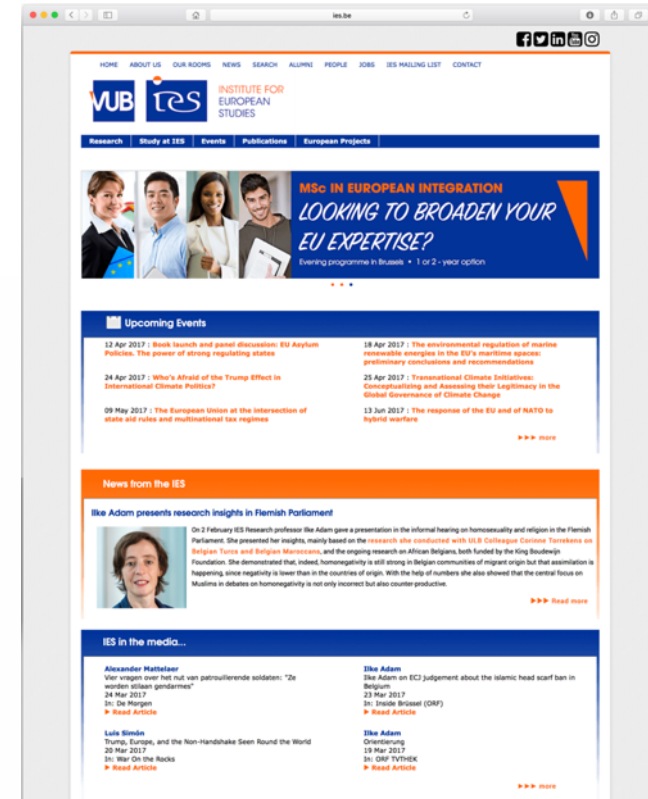 ies.be
HOME ABOUT US OUR ROOMS NEWS SEARCH ALUMNI PEOPLE JOBS IES MAILING LIST CONTACT
VUB ies INSTITUTE FOR
EUROPEAN
STUDIES
Research Study at IES Events Publications European Projects
MSc IN EUROPEAN INTEGRATION
LOOKING TO BROADEN YOUR
EU EXPERTISE?
Evening programme in Brussels • 1 or 2 - year option
Upcoming Events
12 Apr 2017 : Book launch and panel discussion: EU Asylum
Policies. The power of strong regulating states
24 Apr 2017 : Who's Afraid of the Trump Effect in
International Climate Politics?
09 May 2017 : The European Union at the intersection of
state aid rules and multinational tax regimes
18 Apr 2017 : The environmental regulation of marine
renewable energies in the EU's maritime spaces:
preliminary conclusions and recommendations
25 Apr 2017 : Transnational Climate Initiatives:
Conceptualizing and Assessing their Legitimacy in the
Global Governance of Climate Change
13 Jun 2017 : The response of the EU and of NATO to
hybrid warfare
►►► more
News from the IES
Ilke Adam presents research insights in Flemish Parliament
On 2 February IES Research professor Ilke Adam gave a presentation in the informal hearing on homosexuality and religion in the Flemish
Parliament. She presented her insights, mainly based on the research she conducted with ULB Colleague Corinne Torrekens on
Belgian Turcs and Belgian Maroccans, and the ongoing research on African Belgians, both funded by the King Boudewijn
Foundation. She demonstrated that, indeed, homonegativity is still strong in Belgian communities of migrant origin but that assimilation is
happening, since negativity is lower than in the countries of origin. With the help of numbers she also showed that the central focus on
Muslims in debates on homonegativity is not only incorrect but also counter-productive.
►►► Read more
IES in the media...
Alexander Mattelaer
Vier vragen over het nut van patrouillerende soldaten: "Ze
worden stilaan gendarmes"
24 Mar 2017
In: De Morgen
► Read Article
Luis Simón
Trump, Europe, and the Non-Handshake Seen Round the World
20 Mar 2017
In: War On the Rocks
► Read Article
Ilke Adam
Ilke Adam on ECJ judgement about the islamic head scarf ban in
Belgium
23 Mar 2017
In: Inside Brüssel (ORF)
► Read Article
Ilke Adam
Orientierung
19 Mar 2017
In: ORF TVTHEK
► Read Article
►►► more